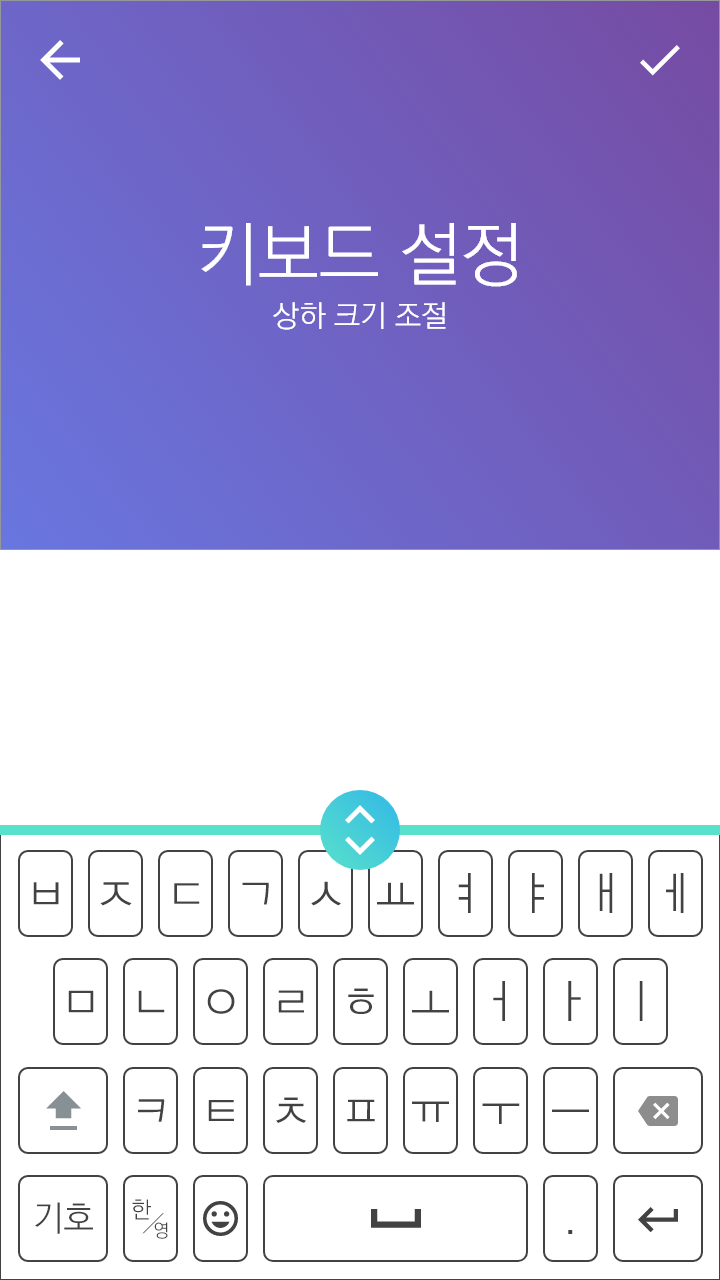 키보드 설정
상하 크기 조절
ㅂ ㅈ ㄷ ㄱ ㅅ ㅛ ㅕ ㅑ ㅐ ㅔ
ㅁ ㄴ ㅇ ㄹ ㅎ ㅗ ㅓ ㅏ ㅣ
ㅋ ㅌ ㅊ ㅍ ㅠ ㅜ ㅡ
기호 한/영 .